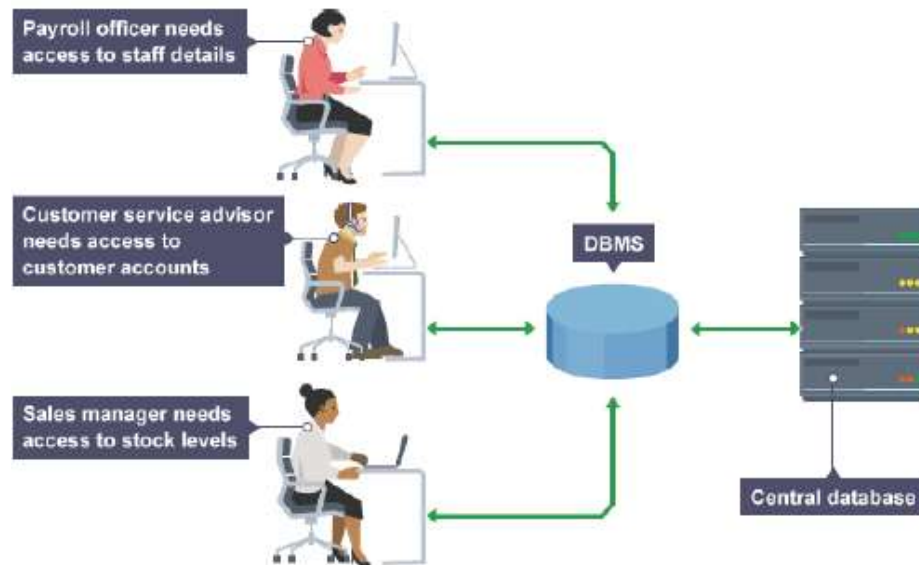 Payroll officer needs
access to staff details
Customer service advisor
needs access to
customer accounts
DBMS
Sales manager needs
access to stock levels
Central database